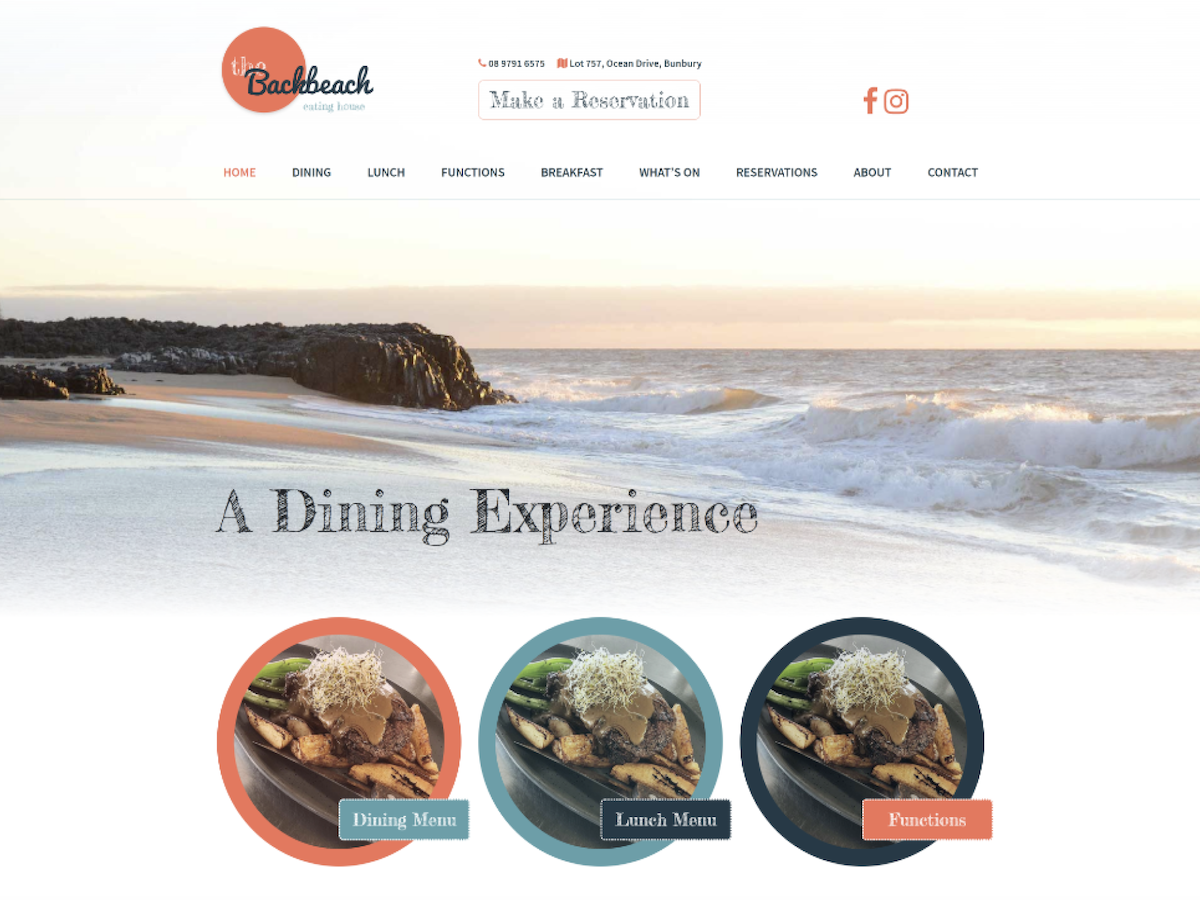 the
Backbeach
eating house
08 9791 6575 Lot 757, Ocean Drive, Bunbury
Make a Reservation
HOME DINING LUNCH FUNCTIONS BREAKFAST WHAT'S ON RESERVATIONS ABOUT CONTACT
A Dining Experience
Dining Menu Lunch Menu Functions